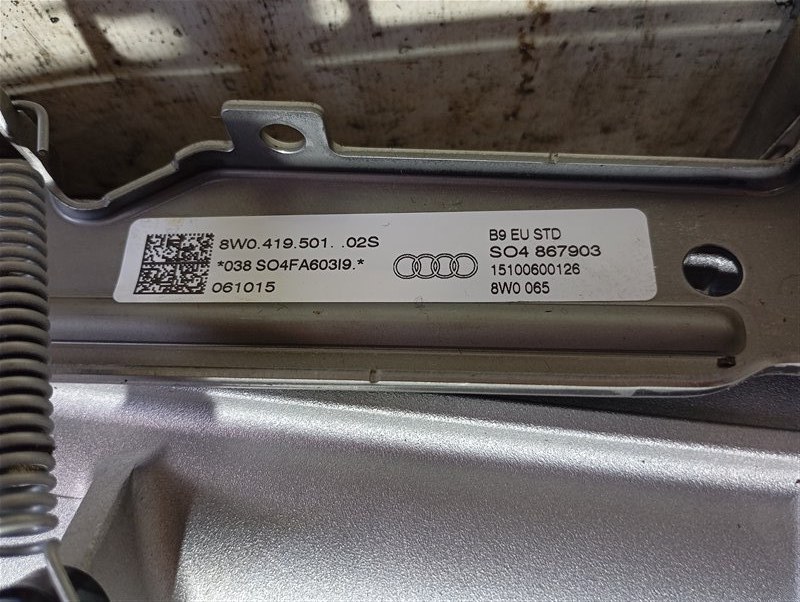 8W0.419.501. .02S
*038 SO4FA603I9.*
061015
B9 EU STD
SO4 867903
15100600126
8W0 065